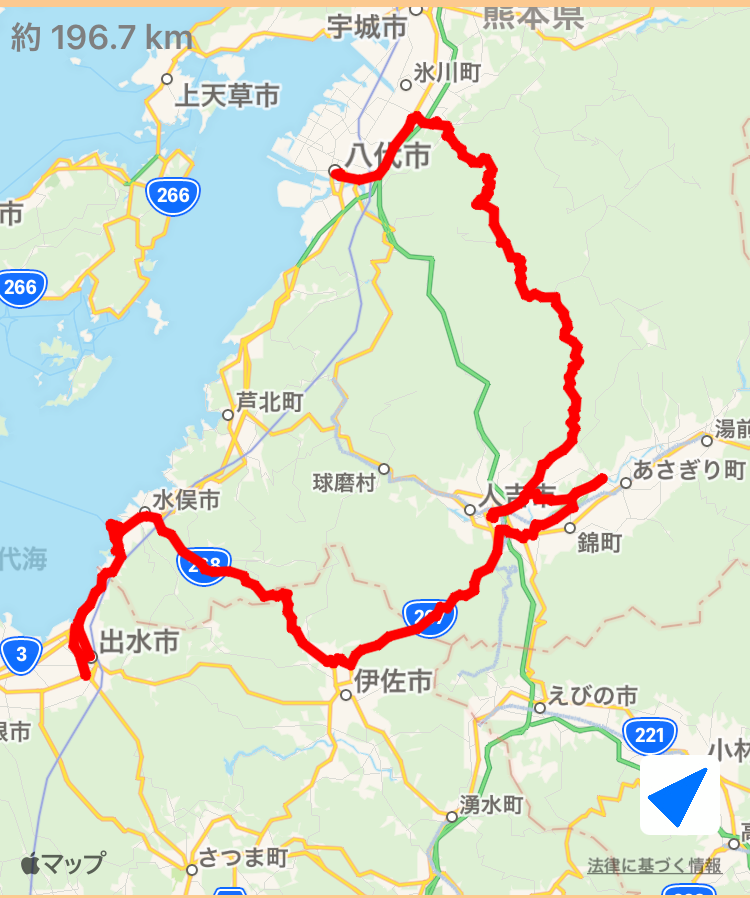 宇城市
熊本県
約 196.7 km
氷川町
上天草市
八代市
266
市
266
芦北町
湯前
球磨村
あさぎり町
人吉市
水俣市
錦町
代海
268
267
出水市
3
伊佐市
えびの市
221
小林
湧水町
さつま町
マップ
法律に基づく情報
高